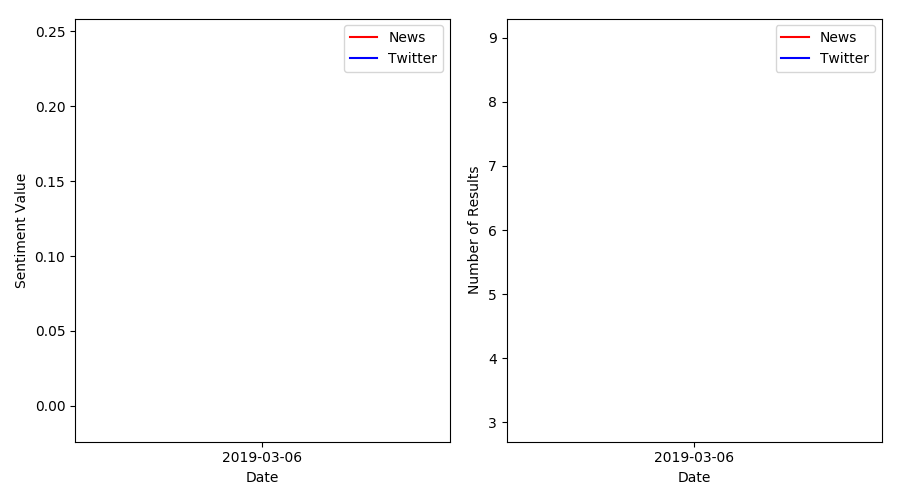 0.25
0.20
0.15
0.10
0.05
0.00
Sentiment Value
2019-03-06
Date
News
Twitter
9
8
7
6
5
4
3
Number of Results
2019-03-06
Date
News
Twitter